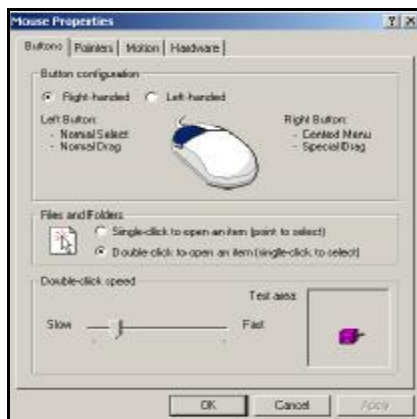 Mouse Properties
Buttons Pointers Motion Hardware
Button configuration
Right-handed Left-handed
Left Button: Right Button:
- Normal Select - Context Menu
- Normal Drag - Special Drag
Files and Folders
Single-click to open an item (point to select)
Double-click to open an item (single-click to select)
Double-click speed
Test area:
Slow Fast
OK Cancel Apply